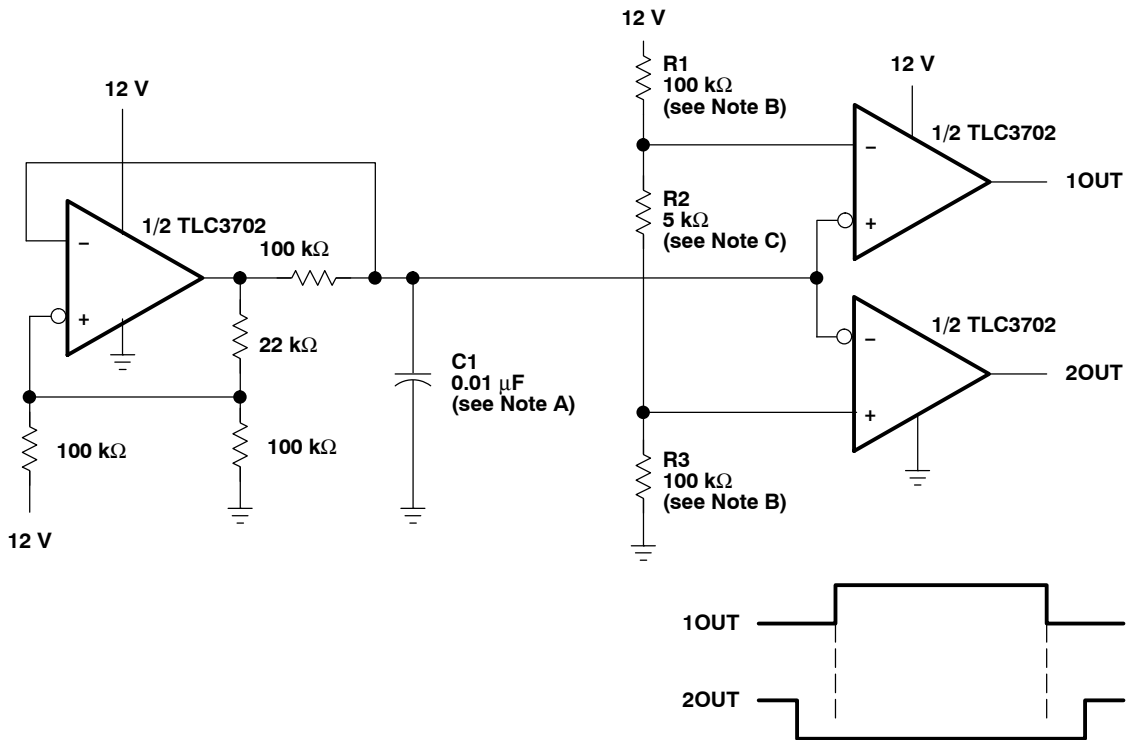 12 V
R1
100 kΩ
(see Note B)
12 V
12 V
1/2 TLC3702
−
+
1OUT
1/2 TLC3702
−
+
100 kΩ
R2
5 kΩ
(see Note C)
22 kΩ
C1
0.01 μF
(see Note A)
1/2 TLC3702
−
+
2OUT
100 kΩ
100 kΩ
R3
100 kΩ
(see Note B)
12 V
1OUT
2OUT